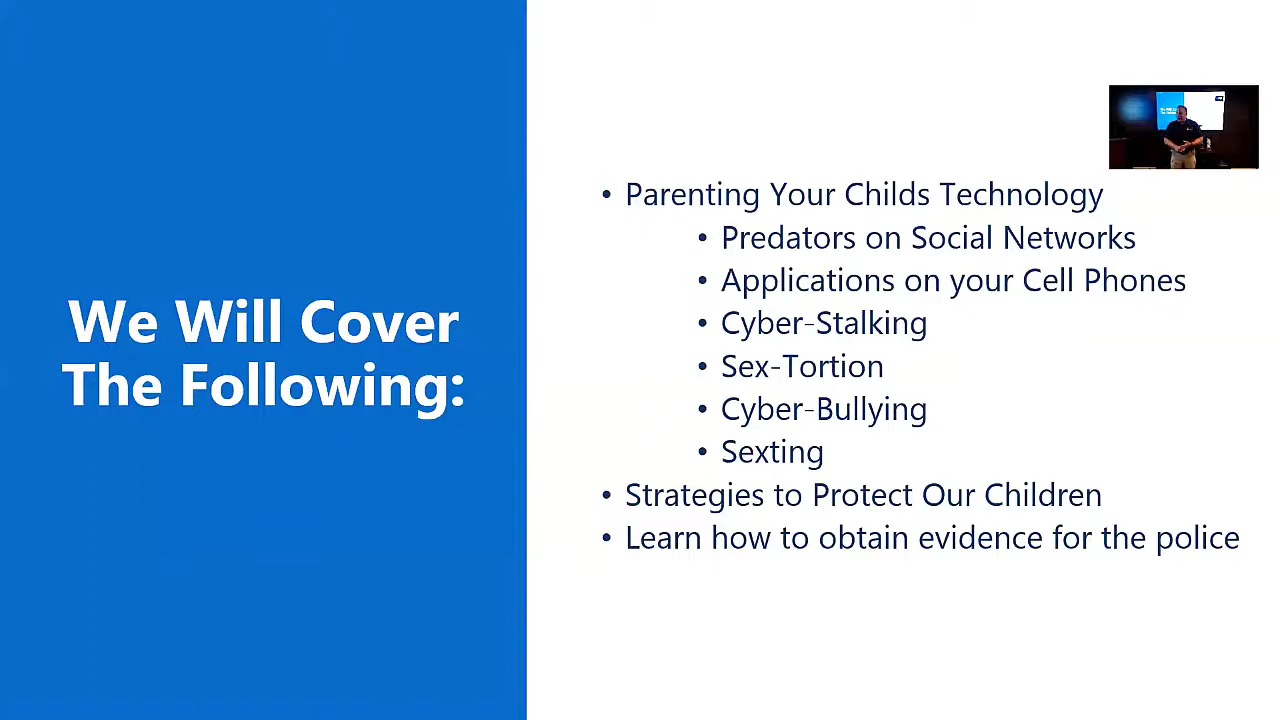 We Will Cover
The Following:
• Parenting Your Childs Technology
• Predators on Social Networks
• Applications on your Cell Phones
• Cyber-Stalking
• Sex-Tortion
• Cyber-Bullying
• Sexting
• Strategies to Protect Our Children
• Learn how to obtain evidence for the police